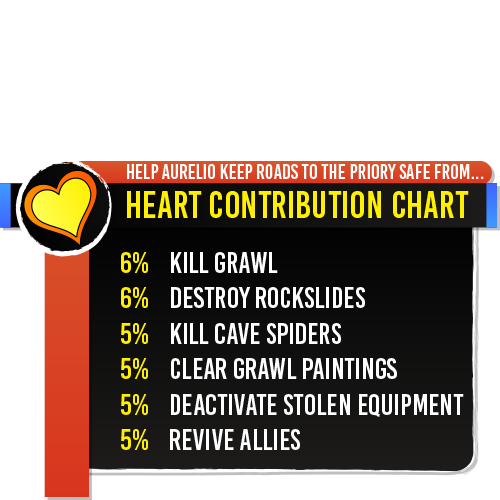 HELP AURELIO KEEP ROADS TO THE PRIORY SAFE FROM...
HEART CONTRIBUTION CHART
6% KILL GRAWL
6% DESTROY ROCKSLIDES
5% KILL CAVE SPIDERS
5% CLEAR GRAWL PAINTINGS
5% DEACTIVATE STOLEN EQUIPMENT
5% REVIVE ALLIES